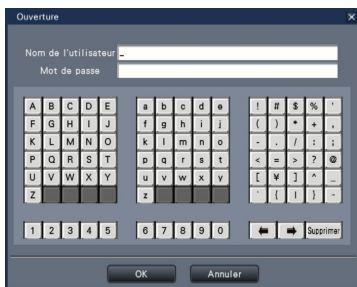 Ouverture
Nom de l'utilisateur
Mot de passe
A B C D E a b c d e ! # $ % '
F G H I J f g h i j ( ) * + ,
K L M N O k l m n o - . / : ;
P Q R S T p q r s t < = > ? @
U V W X Y u v w x y [ ¥ ] ^ _
Z z ` { | } ~
1 2 3 4 5 6 7 8 9 0 Supprimer
OK Annuler